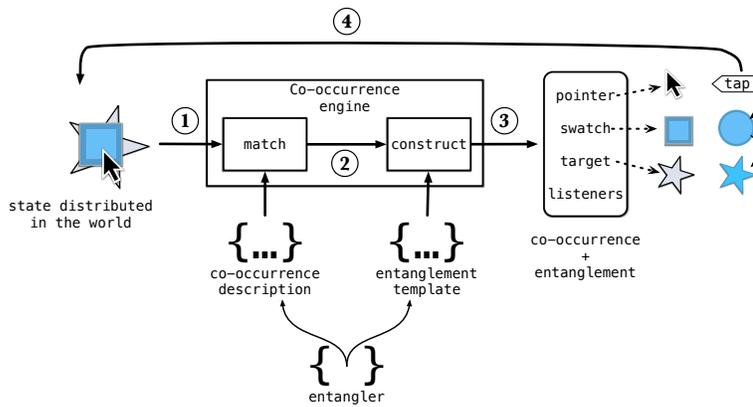 ④
Co-occurrence
engine
①
match
②
construct
③
pointer
swatch
target
listeners
tap
state distributed
in the world
{...}
{...}
co-occurrence
description
entanglement
template
co-occurrence
+
entanglement
{ }
entangler